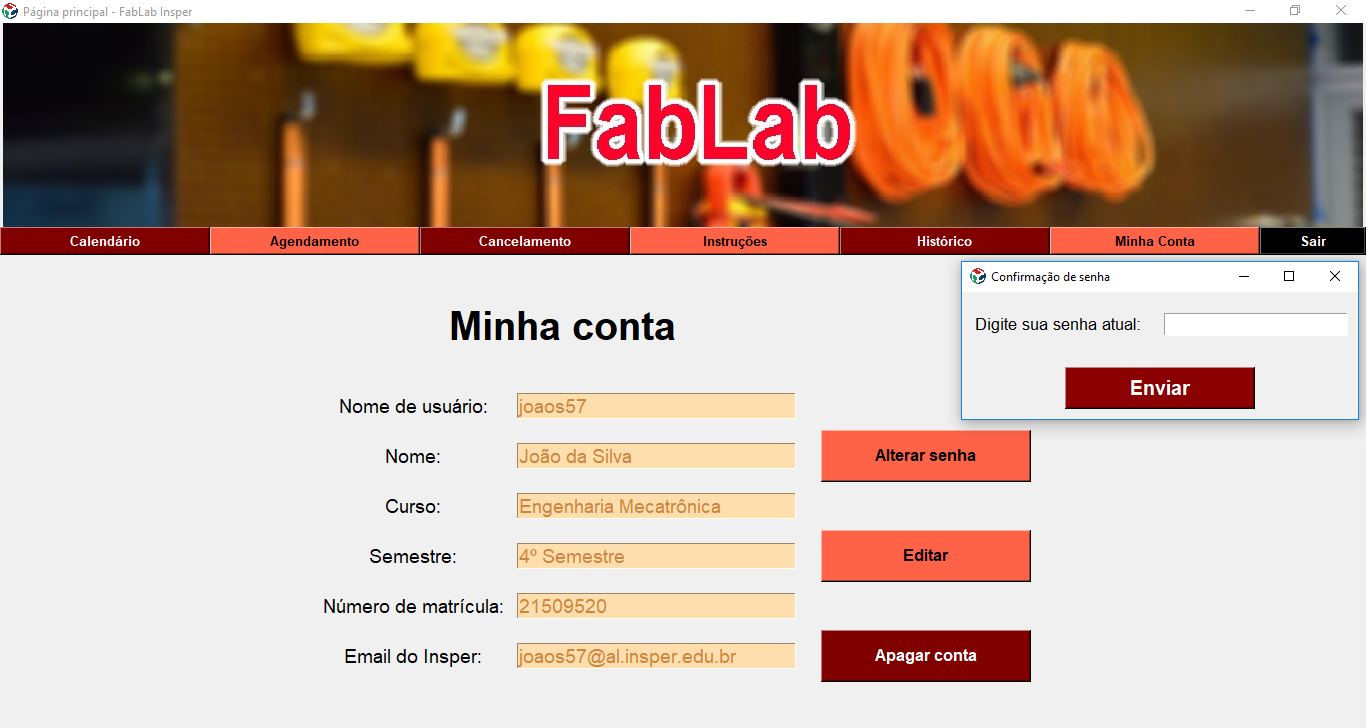 Página principal - FabLab Insper
FabLab
Calendário Agendamento Cancelamento Instruções Histórico Minha Conta Sair
Confirmação de senha
Digite sua senha atual:
Enviar
Minha conta
Nome de usuário: joaos57
Alterar senha
Nome: João da Silva
Curso: Engenharia Mecatrônica
Editar
Semestre: 4º Semestre
Número de matrícula: 21509520
Apagar conta
Email do Insper: joaos57@al.insper.edu.br